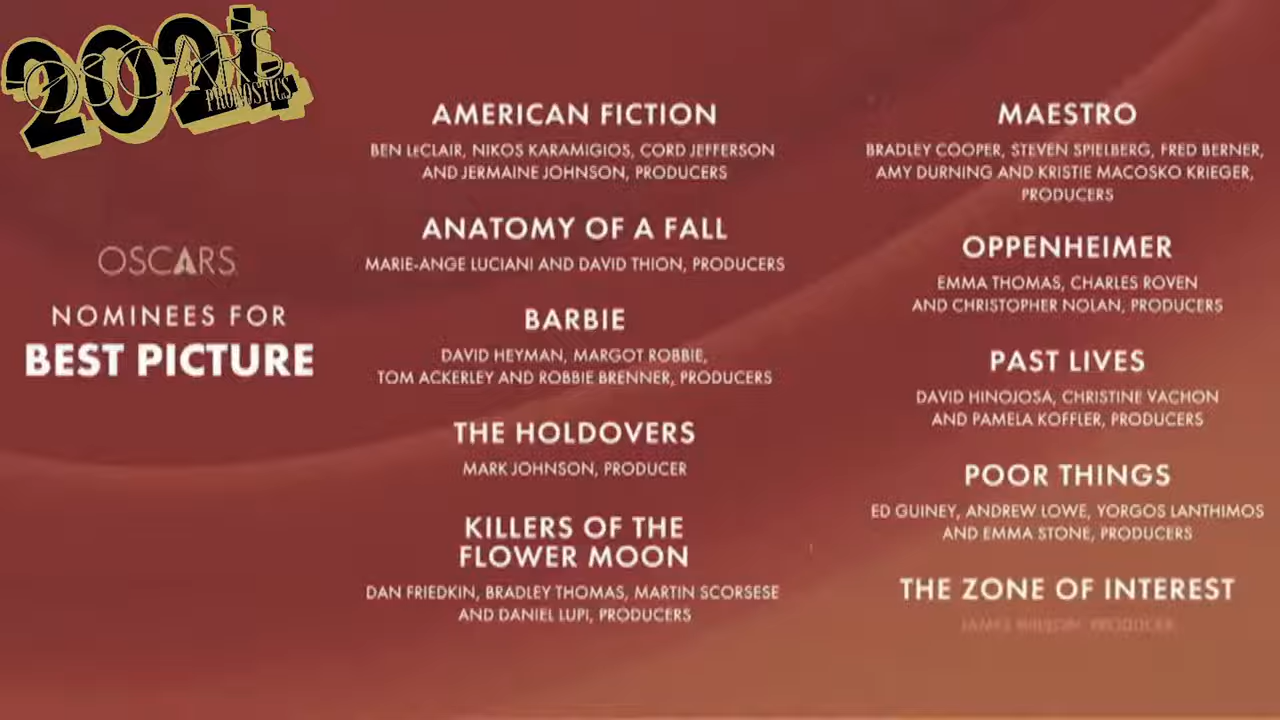 2024
OSCARS
PRONOSTICS
OSCARS
NOMINEES FOR
BEST PICTURE
AMERICAN FICTION
BEN LeCLAIR, NIKOS KARAMIGIOS, CORD JEFFERSON
AND JERMAINE JOHNSON, PRODUCERS
ANATOMY OF A FALL
MARIE-ANGE LUCIANI AND DAVID THION, PRODUCERS
BARBIE
DAVID HEYMAN, MARGOT ROBBIE,
TOM ACKERLEY AND ROBBIE BRENNER, PRODUCERS
THE HOLDOVERS
MARK JOHNSON, PRODUCER
KILLERS OF THE
FLOWER MOON
DAN FRIEDKIN, BRADLEY THOMAS, MARTIN SCORSESE
AND DANIEL LUPI, PRODUCERS
MAESTRO
BRADLEY COOPER, STEVEN SPIELBERG, FRED BERNER,
AMY DURNING AND KRISTIE MACOSKO KRIEGER,
PRODUCERS
OPPENHEIMER
EMMA THOMAS, CHARLES ROVEN
AND CHRISTOPHER NOLAN, PRODUCERS
PAST LIVES
DAVID HINOJOSA, CHRISTINE VACHON
AND PAMELA KOFFLER, PRODUCERS
POOR THINGS
ED GUINEY, ANDREW LOWE, YORGOS LANTHIMOS
AND EMMA STONE, PRODUCERS
THE ZONE OF INTEREST
JAMES PRODUCER